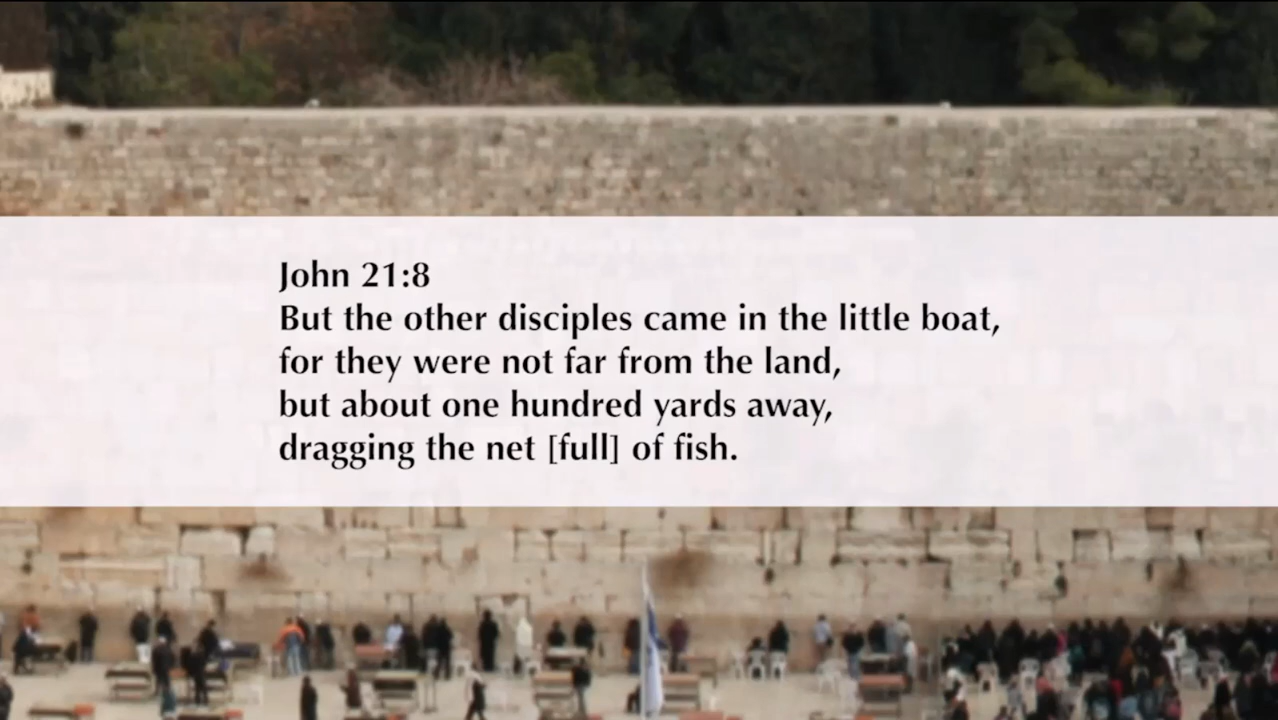 John 21:8
But the other disciples came in the little boat,
for they were not far from the land,
but about one hundred yards away,
dragging the net [full] of fish.